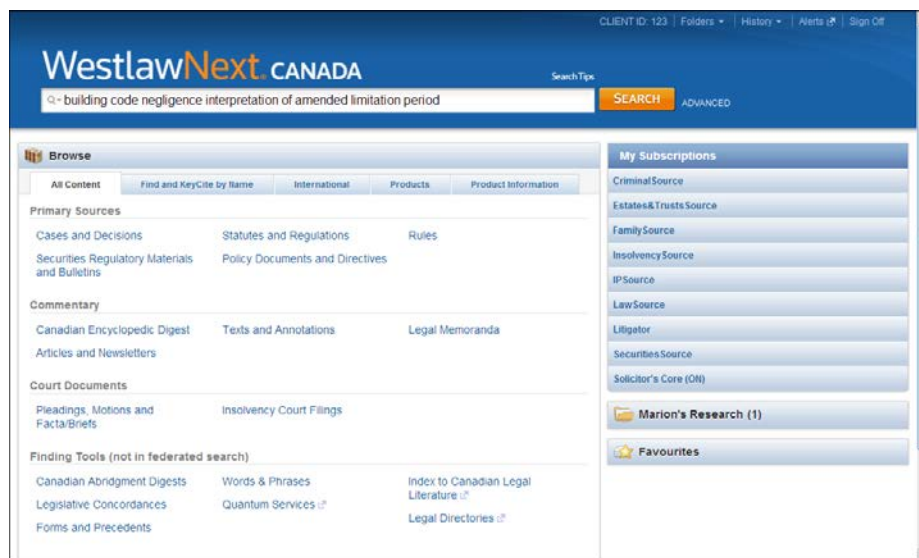 CLIENT ID: 123 | Folders | History | Alerts | Sign Off
WestlawNext. CANADA
Search Tips
building code negligence interpretation of amended limitation period
SEARCH ADVANCED
Browse
All Content Find and KeyCite by Name International Products Product Information
Primary Sources
Cases and Decisions Statutes and Regulations Rules
Securities Regulatory Materials Policy Documents and Directives
and Bulletins
Commentary
Canadian Encyclopedic Digest Texts and Annotations Legal Memoranda
Articles and Newsletters
Court Documents
Pleadings, Motions and Insolvency Court Filings
Facta/Briefs
Finding Tools (not in federated search)
Canadian Abridgment Digests Words & Phrases Index to Canadian Legal
Literature
Legislative Concordances Quantum Services
Legal Directories
Forms and Precedents
My Subscriptions
CriminalSource
Estates&TrustsSource
FamilySource
InsolvencySource
IPSource
LawSource
Litigator
SecuritiesSource
Solicitor's Core (ON)
Marion's Research (1)
Favourites